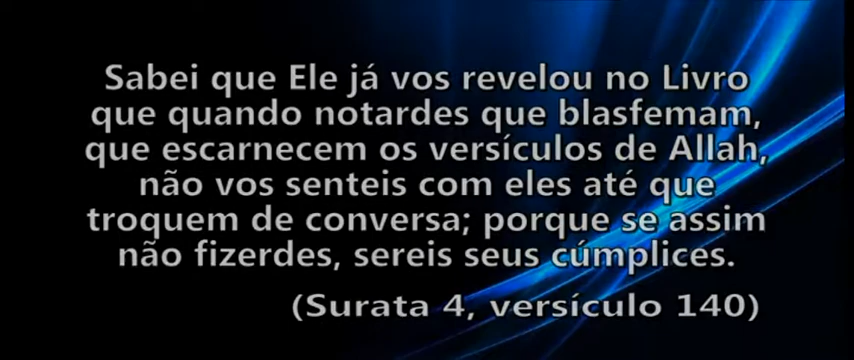 Sabei que Ele já vos revelou no Livro
que quando notardes que blasfemam,
que escarnecem os versículos de Allah,
não vos senteis com eles até que
troquem de conversa; porque se assim
não fizerdes, sereis seus cúmplices.
(Surata 4, versículo 140)